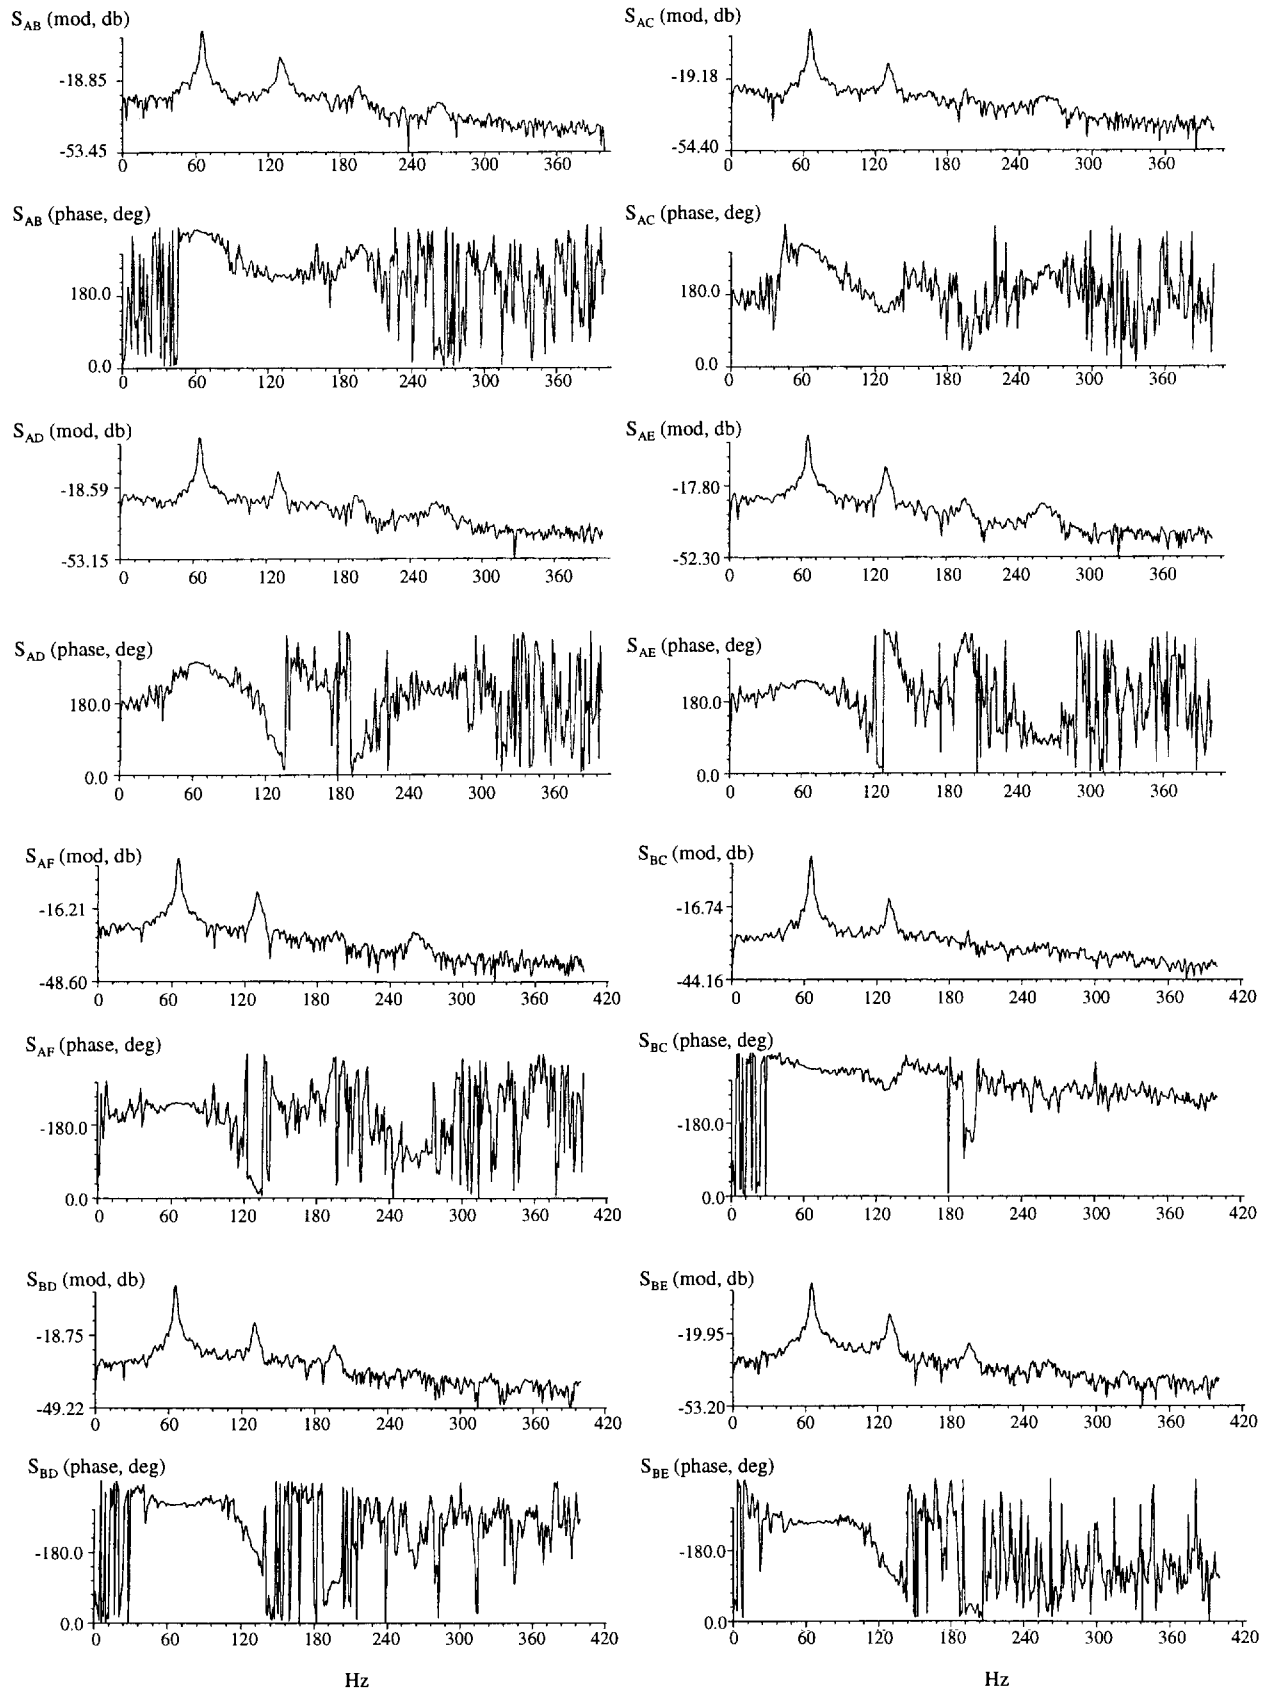 S_AB (mod, db)
-18.85
-53.45
0 60 120 180 240 300 360
S_AC (mod, db)
-19.18
-54.40
0 60 120 180 240 300 360
S_AB (phase, deg)
180.0
0.0
0 60 120 180 240 300 360
S_AC (phase, deg)
180.0
0.0
0 60 120 180 240 300 360
S_AD (mod, db)
-18.59
-53.15
0 60 120 180 240 300 360
S_AE (mod, db)
-17.80
-52.30
0 60 120 180 240 300 360
S_AD (phase, deg)
180.0
0.0
0 60 120 180 240 300 360
S_AE (phase, deg)
180.0
0.0
0 60 120 180 240 300 360
S_AF (mod, db)
-16.21
-48.60
0 60 120 180 240 300 360 420
S_BC (mod, db)
-16.74
-44.16
0 60 120 180 240 300 360 420
S_AF (phase, deg)
-180.0
0.0
0 60 120 180 240 300 360 420
S_BC (phase, deg)
-180.0
0.0
0 60 120 180 240 300 360 420
S_BD (mod, db)
-18.75
-49.22
0 60 120 180 240 300 360 420
S_BE (mod, db)
-19.95
-53.20
0 60 120 180 240 300 360 420
S_BD (phase, deg)
-180.0
0.0
0 60 120 180 240 300 360 420
Hz
S_BE (phase, deg)
-180.0
0.0
0 60 120 180 240 300 360 420
Hz